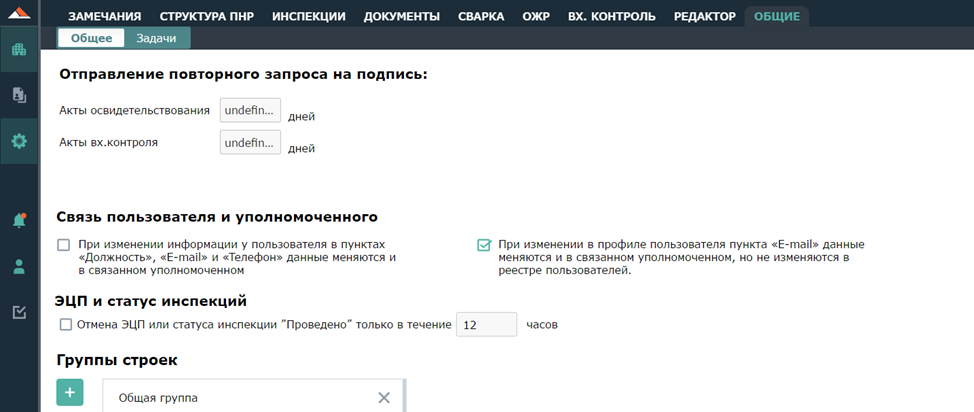 ЗАМЕЧАНИЯ СТРУКТУРА ПНР ИНСПЕКЦИИ ДОКУМЕНТЫ СВАРКА ОЖР ВХ. КОНТРОЛЬ РЕДАКТОР ОБЩИЕ
Общее Задачи
Отправление повторного запроса на подпись:
Акты освидетельствования undefin... дней
Акты вх.контроля undefin... дней
Связь пользователя и уполномоченного
При изменении информации у пользователя в пунктах
«Должность», «E-mail» и «Телефон» данные меняются и
в связанном уполномоченном
При изменении в профиле пользователя пункта «E-mail» данные
меняются и в связанном уполномоченном, но не изменяются в
реестре пользователей.
ЭЦП и статус инспекций
Отмена ЭЦП или статуса инспекции "Проведено" только в течение 12 часов
Группы строек
+ Общая группа